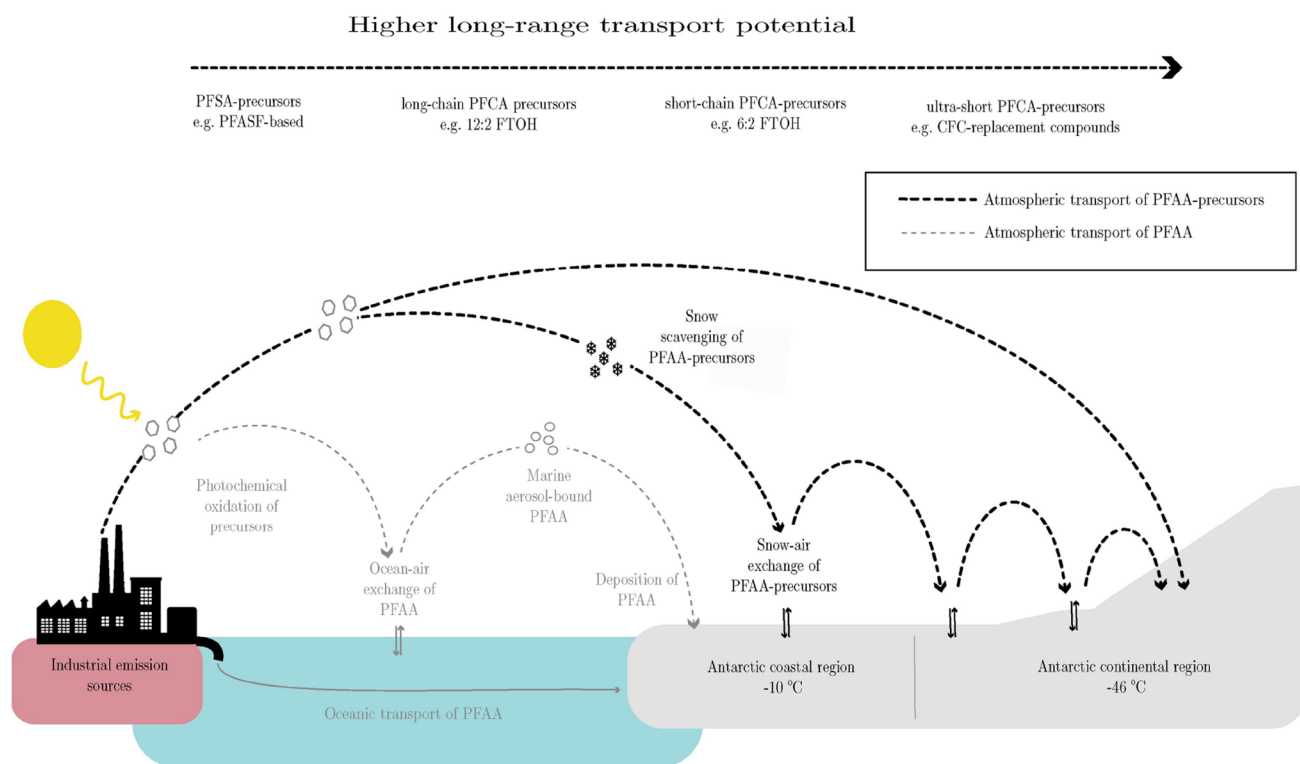 Higher long-range transport potential
PFSA-precursors
e.g. PFASF-based
long-chain PFCA precursors
e.g. 12:2 FTOH
short-chain PFCA-precursors
e.g. 6:2 FTOH
ultra-short PFCA-precursors
e.g. CFC-replacement compounds
Atmospheric transport of PFAA-precursors
Atmospheric transport of PFAA
Snow
scavenging of
PFAA-precursors
Photochemical
oxidation of
precursors
Marine
aerosol-bound
PFAA
Ocean-air
exchange of
PFAA
Deposition of
PFAA
Snow-air
exchange of
PFAA-precursors
Industrial emission
sources
Oceanic transport of PFAA
Antarctic coastal region
-10 °C
Antarctic continental region
-46 °C